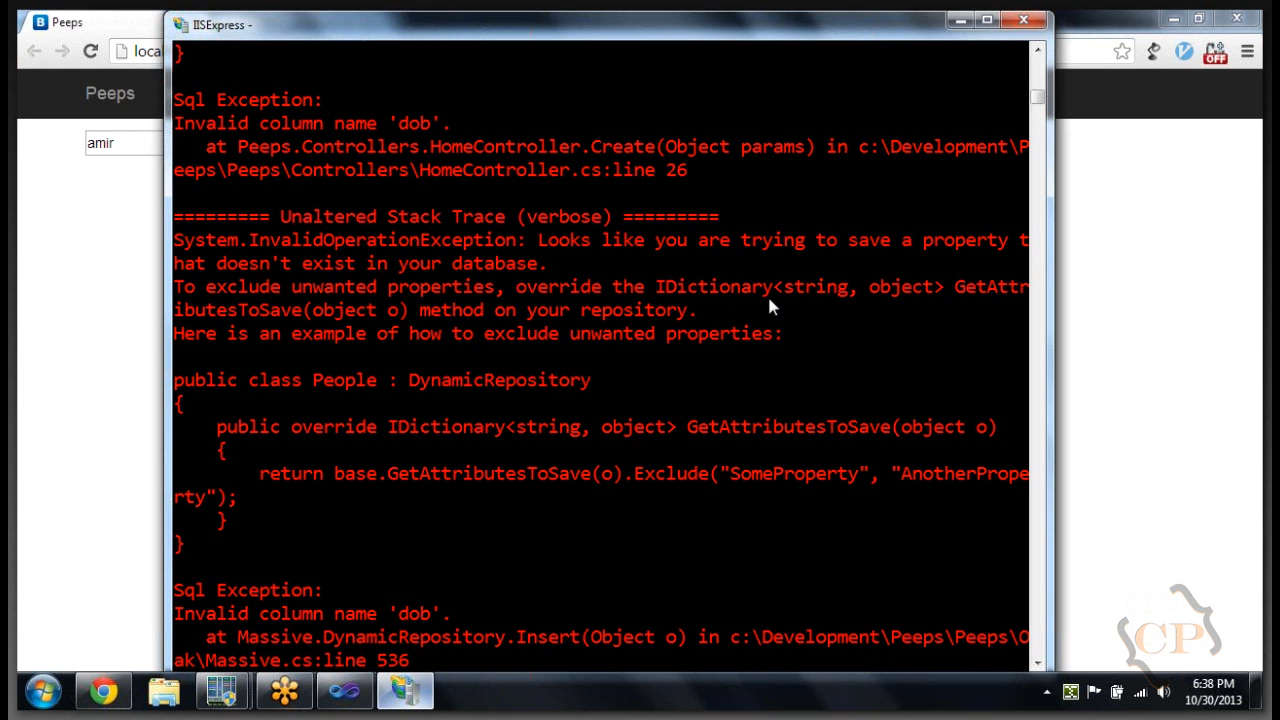 Peeps
IISExpress -
loca
Peeps
amir
}
Sql Exception:
Invalid column name 'dob'.
at Peeps.Controllers.HomeController.Create(Object params) in c:\Development\P
eeps\Peeps\Controllers\HomeController.cs:line 26
========= Unaltered Stack Trace (verbose) =========
System.InvalidOperationException: Looks like you are trying to save a property t
hat doesn't exist in your database.
To exclude unwanted properties, override the IDictionary<string, object> GetAttr
ibutesToSave(object o) method on your repository.
Here is an example of how to exclude unwanted properties:
public class People : DynamicRepository
{
public override IDictionary<string, object> GetAttributesToSave(object o)
{
return base.GetAttributesToSave(o).Exclude("SomeProperty", "AnotherPrope
rty");
}
}
Sql Exception:
Invalid column name 'dob'.
at Massive.DynamicRepository.Insert(Object o) in c:\Development\Peeps\Peeps\O
ak\Massive.cs:line 536
OFF
CP
6:38 PM
10/30/2013